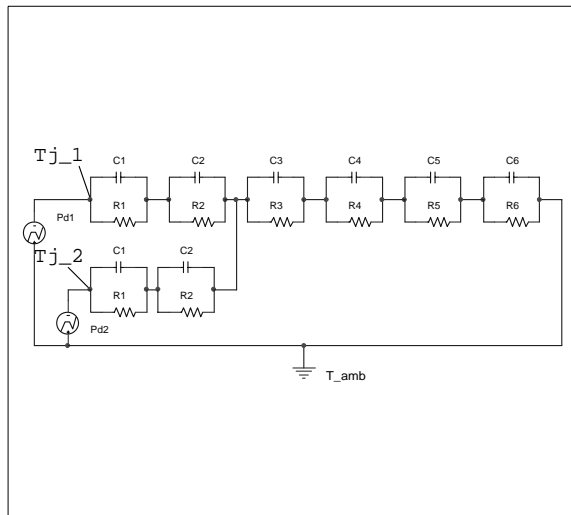 Tj_1
C1 C2 C3 C4 C5 C6
R1 R2 R3 R4 R5 R6
Pd1
Tj_2
C1 C2
R1 R2
Pd2
T_amb